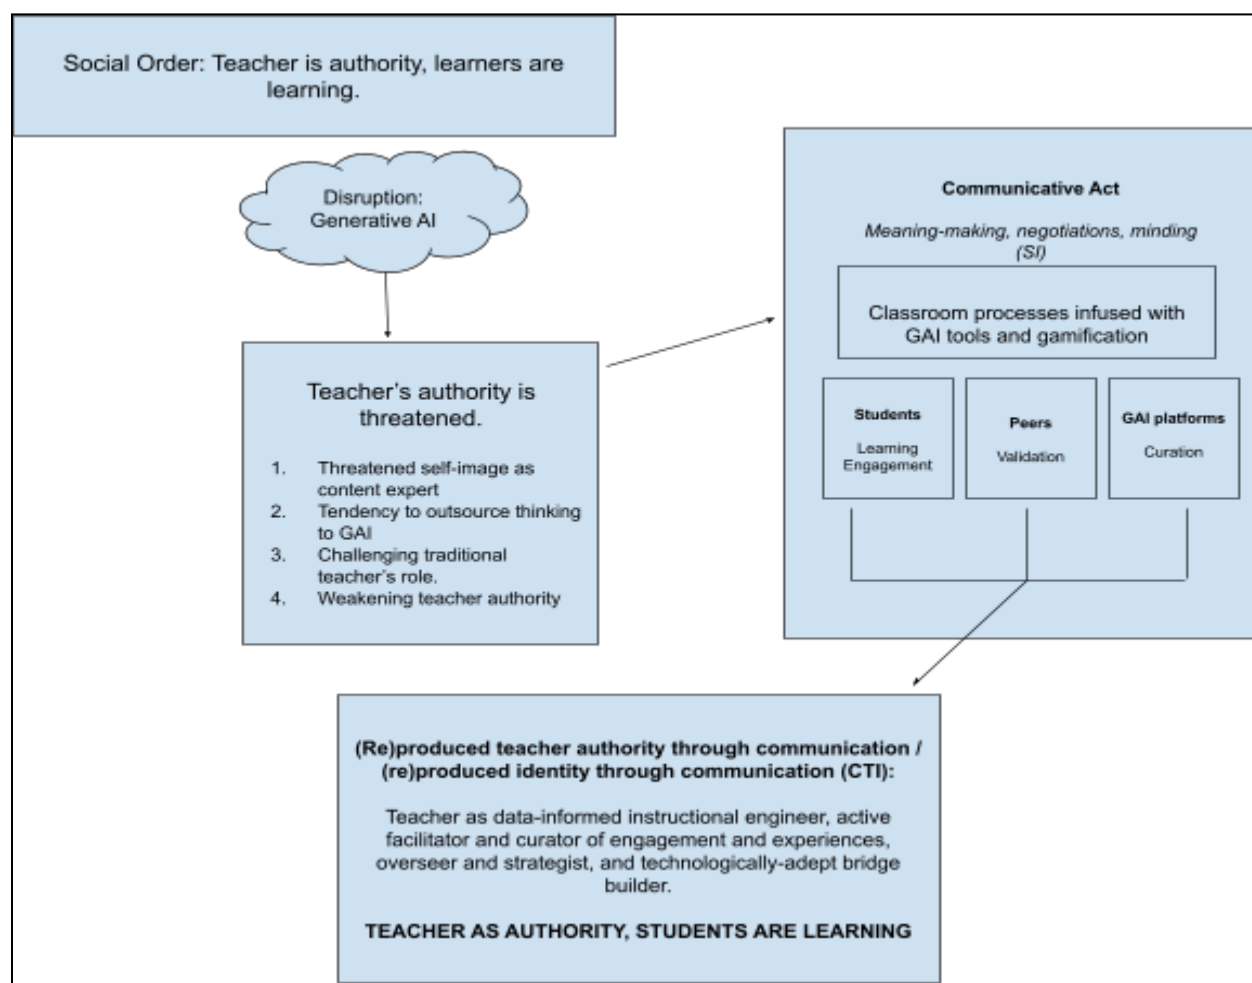 Social Order: Teacher is authority, learners are
learning.
Disruption:
Generative AI
Teacher's authority is
threatened.
1. Threatened self-image as
content expert
2. Tendency to outsource thinking
to GAI
3. Challenging traditional
teacher's role.
4. Weakening teacher authority
Communicative Act
Meaning-making, negotiations, minding
(SI)
Classroom processes infused with
GAI tools and gamification
Students
Learning
Engagement
Peers
Validation
GAI platforms
Curation
(Re)produced teacher authority through communication /
(re)produced identity through communication (CTI):
Teacher as data-informed instructional engineer, active
facilitator and curator of engagement and experiences,
overseer and strategist, and technologically-adept bridge
builder.
TEACHER AS AUTHORITY, STUDENTS ARE LEARNING